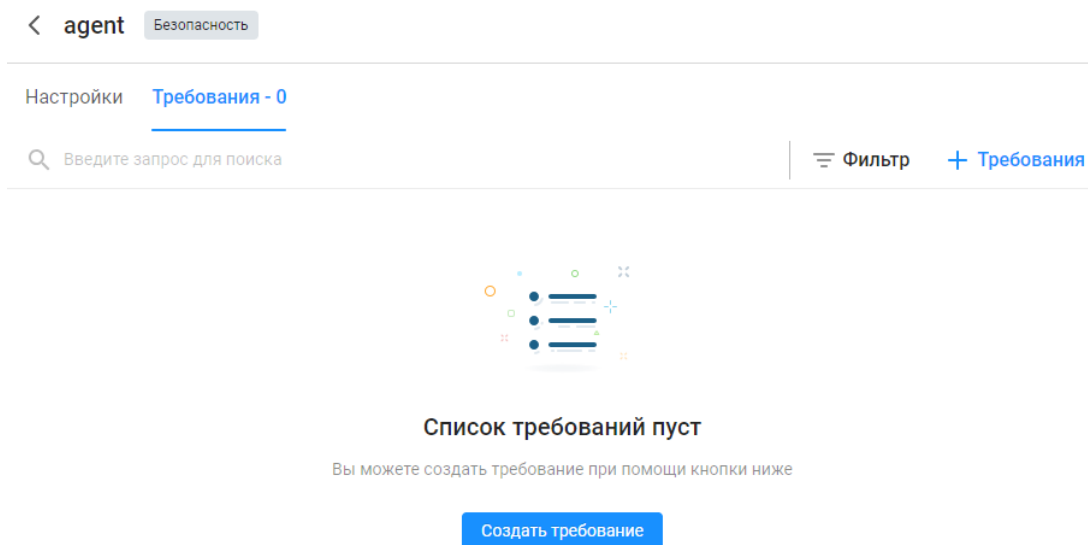 agent Безопасность
Настройки Требования - 0
Введите запрос для поиска Фильтр + Требования
Список требований пуст
Вы можете создать требование при помощи кнопки ниже
Создать требование